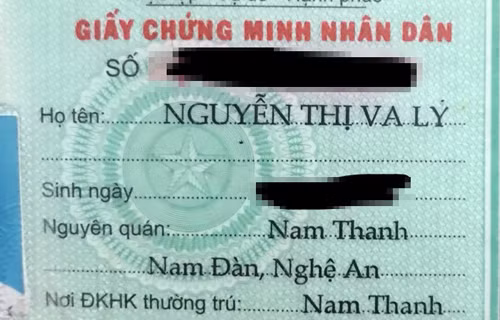 GIẤY CHỨNG MINH NHÂN DÂN
SỐ
Họ tên: NGUYỄN THỊ VA LÝ
Sinh ngày
Nguyên quán: Nam Thanh
Nam Đàn, Nghệ An
Nơi ĐKHK thường trú: Nam Thanh